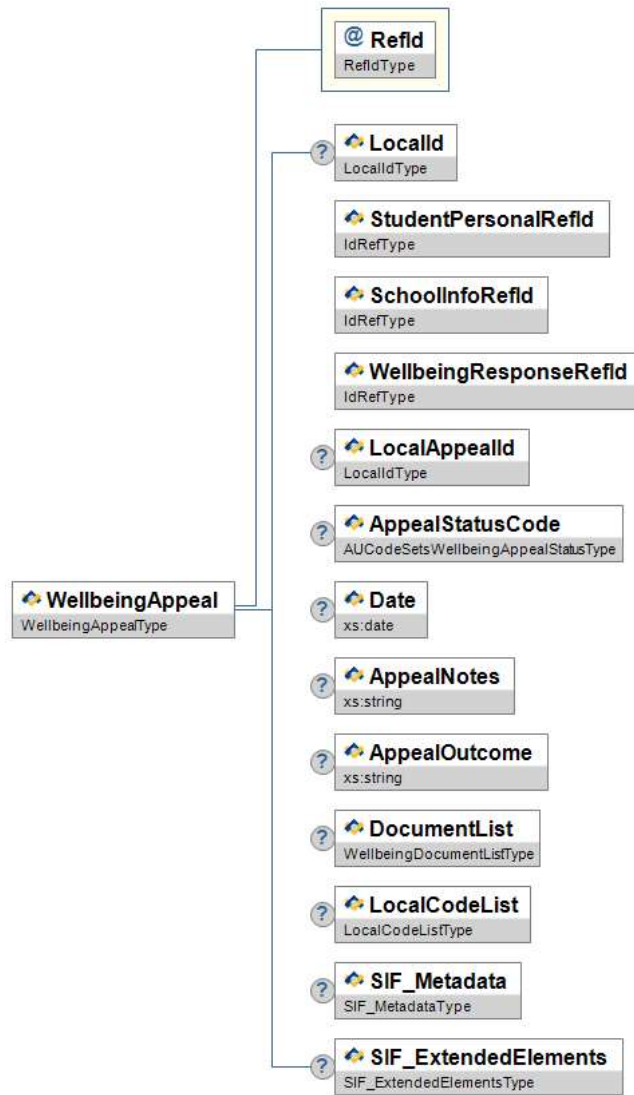 @ RefId
RefIdType
? LocalId
LocalIdType
StudentPersonalRefId
IdRefType
SchoolInfoRefId
IdRefType
WellbeingResponseRefId
IdRefType
? LocalAppealId
LocalIdType
? AppealStatusCode
AUCodeSetsWellbeingAppealStatusType
WellbeingAppeal
WellbeingAppealType
? Date
xs:date
? AppealNotes
xs:string
? AppealOutcome
xs:string
? DocumentList
WellbeingDocumentListType
? LocalCodeList
LocalCodeListType
? SIF_Metadata
SIF_MetadataType
? SIF_ExtendedElements
SIF_ExtendedElementsType